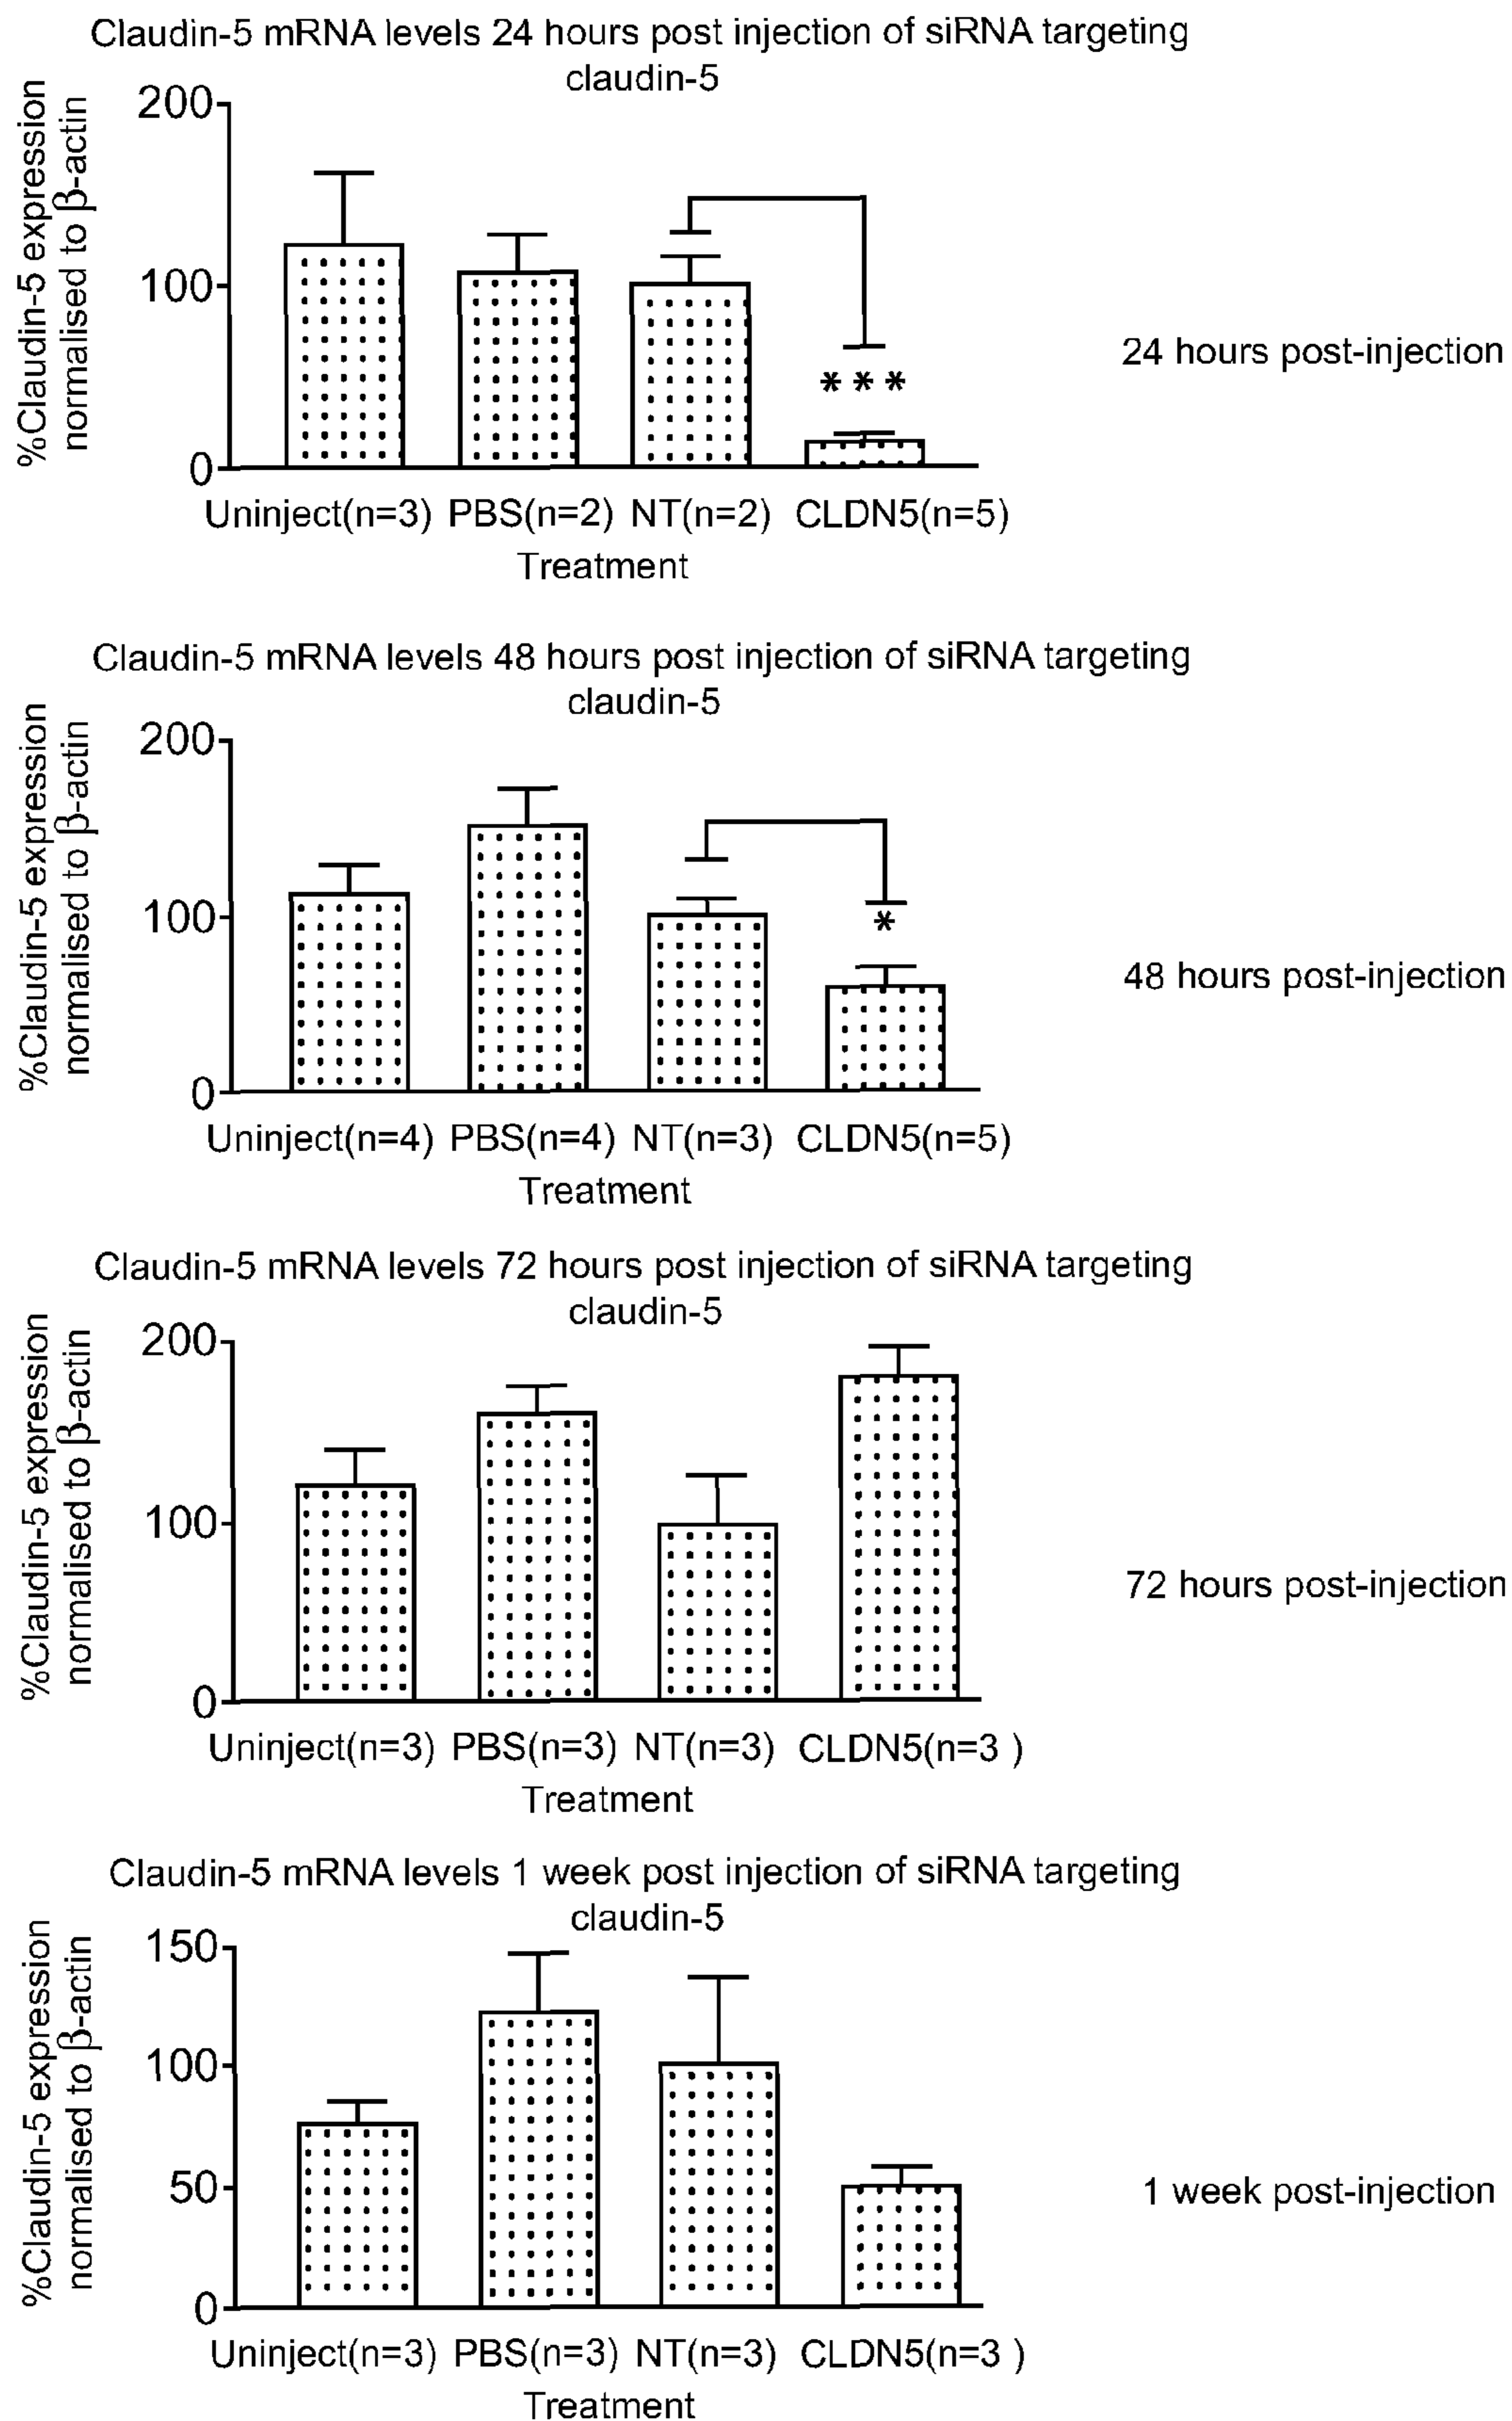 Claudin-5 mRNA levels 24 hours post injection of siRNA targeting
claudin-5
%Claudin-5 expression
normalised to β-actin
200
100
0
* * *
Uninject(n=3) PBS(n=2) NT(n=2) CLDN5(n=5)
Treatment
24 hours post-injection
Claudin-5 mRNA levels 48 hours post injection of siRNA targeting
claudin-5
%Claudin-5 expression
normalised to β-actin
200
100
0
*
Uninject(n=4) PBS(n=4) NT(n=3) CLDN5(n=5)
Treatment
48 hours post-injection
Claudin-5 mRNA levels 72 hours post injection of siRNA targeting
claudin-5
%Claudin-5 expression
normalised to β-actin
200
100
0
Uninject(n=3) PBS(n=3) NT(n=3) CLDN5(n=3 )
Treatment
72 hours post-injection
Claudin-5 mRNA levels 1 week post injection of siRNA targeting
claudin-5
%Claudin-5 expression
normalised to β-actin
150
100
50
0
Uninject(n=3) PBS(n=3) NT(n=3) CLDN5(n=3 )
Treatment
1 week post-injection